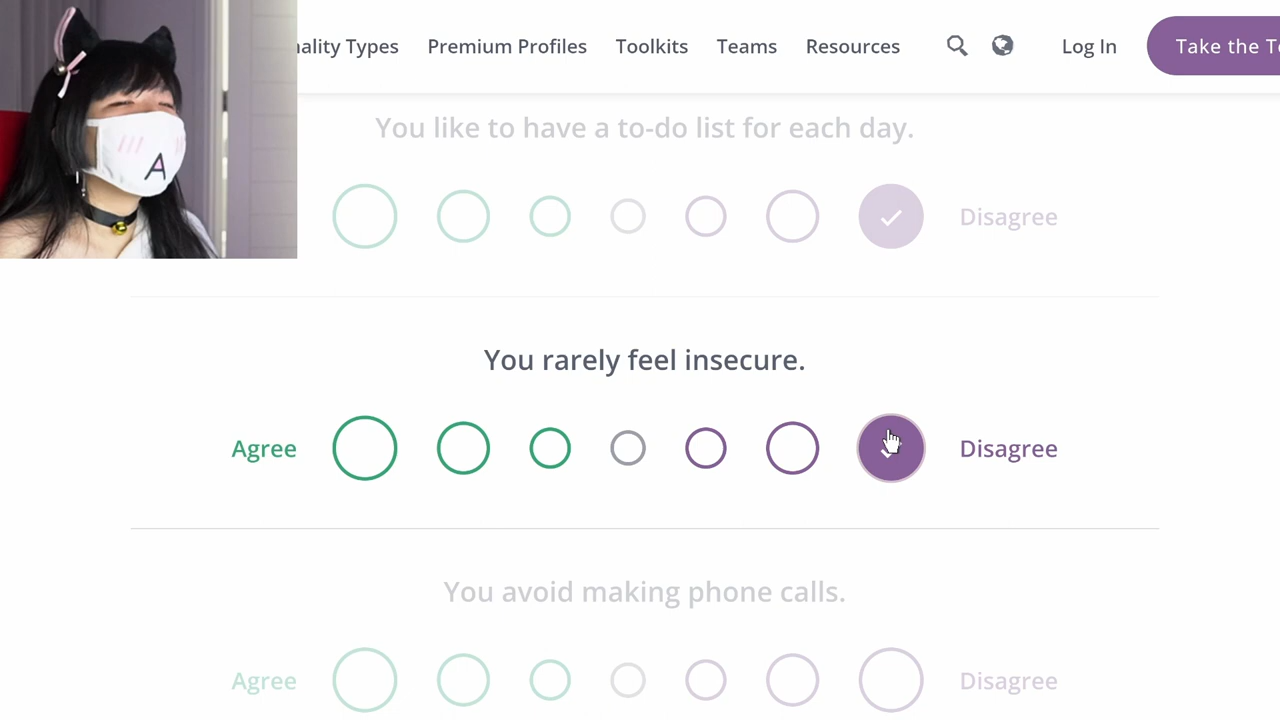 ality Types Premium Profiles Toolkits Teams Resources Log In Take the T
You like to have a to-do list for each day.
Disagree
You rarely feel insecure.
Agree Disagree
You avoid making phone calls.
Agree Disagree
A